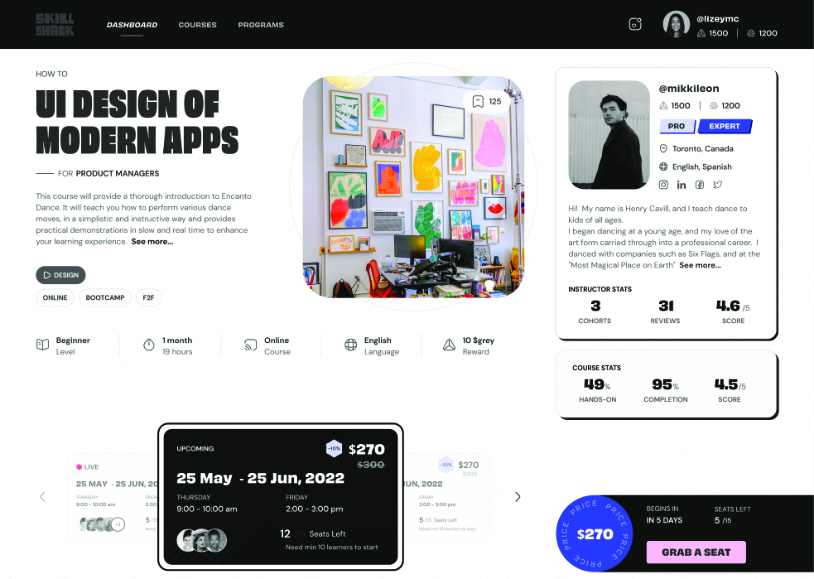 SKILL
SHACK
DASHBOARD
COURSES
PROGRAMS
@lizeymc
1500
1200
HOW TO
UI DESIGN OF
MODERN APPS
FOR PRODUCT MANAGERS
This course will provide a thorough introduction to Encanto
Dance. It will teach you how to perform various dance
moves, in a simplistic and instructive way and provides
practical demonstrations in slow and real time to enhance
your learning experience. See more...
DESIGN
ONLINE
BOOTCAMP
F2F
125
Beginner
Level
1 month
19 hours
Online
Course
English
Language
10 $grey
Reward
@mikkileon
1500
1200
PRO
EXPERT
Toronto, Canada
English, Spanish
Hi! My name is Henry Cavill, and I teach dance to
kids of all ages.
I began dancing at a young age, and my love of the
art form carried through into a professional career. I
danced with companies such as Six Flags, and at the
"Most Magical Place on Earth" See more...
INSTRUCTOR STATS
3
COHORTS
31
REVIEWS
4.6 /5
SCORE
COURSE STATS
49%
HANDS-ON
95%
COMPLETION
4.5/5
SCORE
LIVE
25 MAY - 25 JUN, 20
THURSDAY
9:00 - 10:00 am
FRIDAY
2:00
+3
5 /15
UPCOMING
-10%
$270
$300
25 May - 25 Jun, 2022
THURSDAY
9:00 - 10:00 am
FRIDAY
2:00 - 3:00 pm
12 Seats Left
Need min 10 learners to start
-10%
$270
$300
, 2022
FRIDAY
2:00 - 3:00 pm
5 /15 Seats Left
Need min 10 learners to start
PRICE PRICE PRICE PRICE PRICE
$270
BEGINS IN
IN 5 DAYS
SEATS LEFT
5 /15
GRAB A SEAT